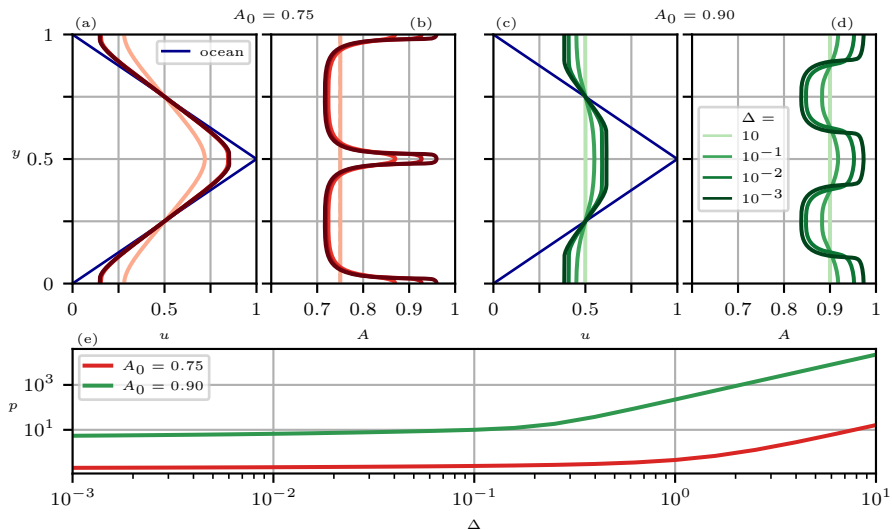 A₀ = 0.75 A₀ = 0.90
(a) (b) (c) (d)
1
0.5
0
y
ocean
Δ =
10
10⁻¹
10⁻²
10⁻³
0 0.5 1 0.7 0.8 0.9 1 0 0.5 1 0.7 0.8 0.9 1
u A u A
(e)
A₀ = 0.75
A₀ = 0.90
10³
10¹
p
10⁻³ 10⁻² 10⁻¹ 10⁰ 10¹
Δ